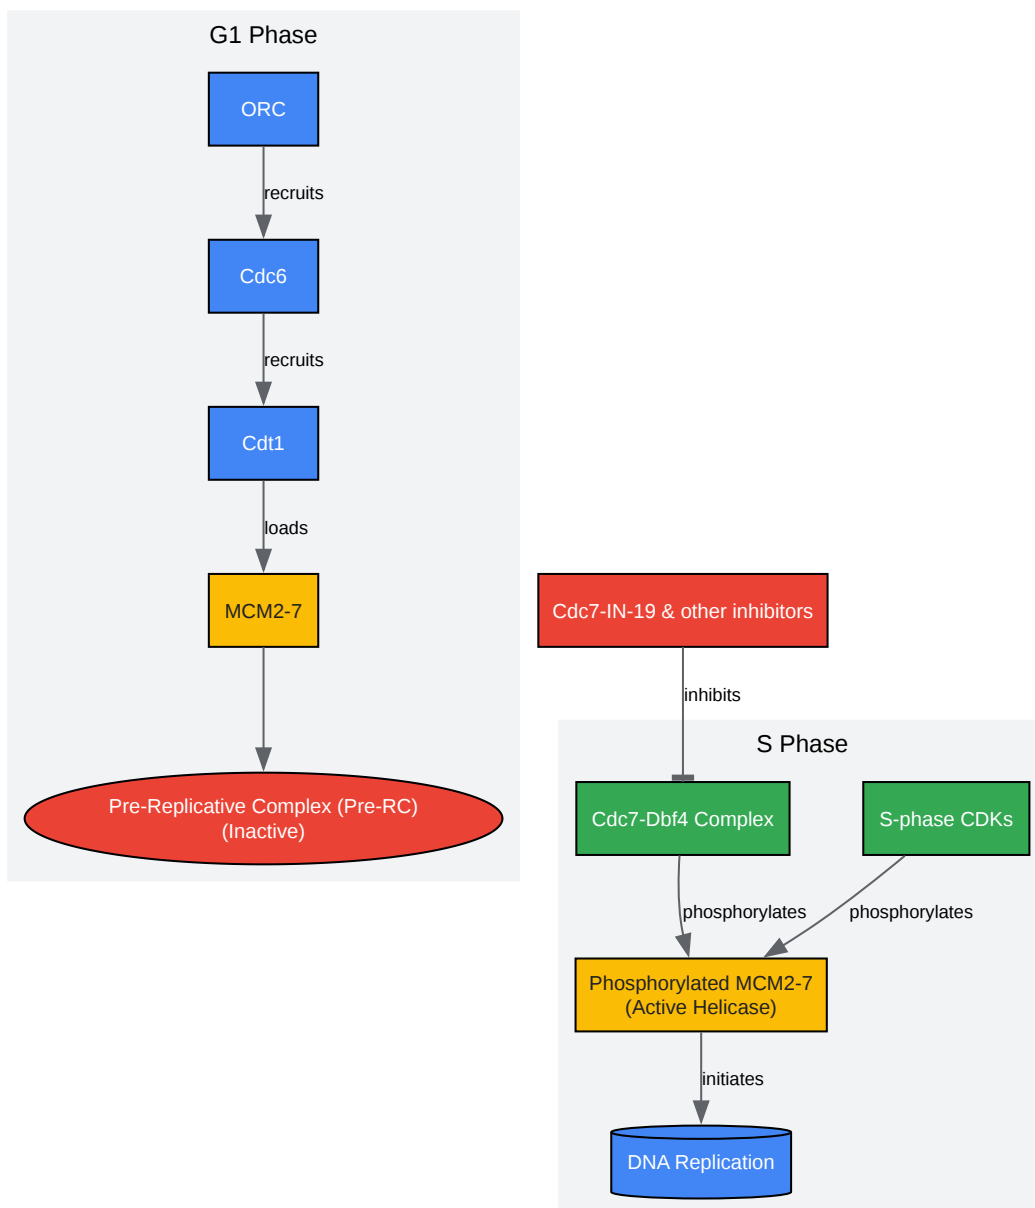 G1 Phase
ORC
recruits
Cdc6
recruits
Cdt1
loads
MCM2-7
Pre-Replicative Complex (Pre-RC)
(Inactive)
Cdc7-IN-19 & other inhibitors
inhibits
S Phase
Cdc7-Dbf4 Complex
S-phase CDKs
phosphorylates
phosphorylates
Phosphorylated MCM2-7
(Active Helicase)
initiates
DNA Replication